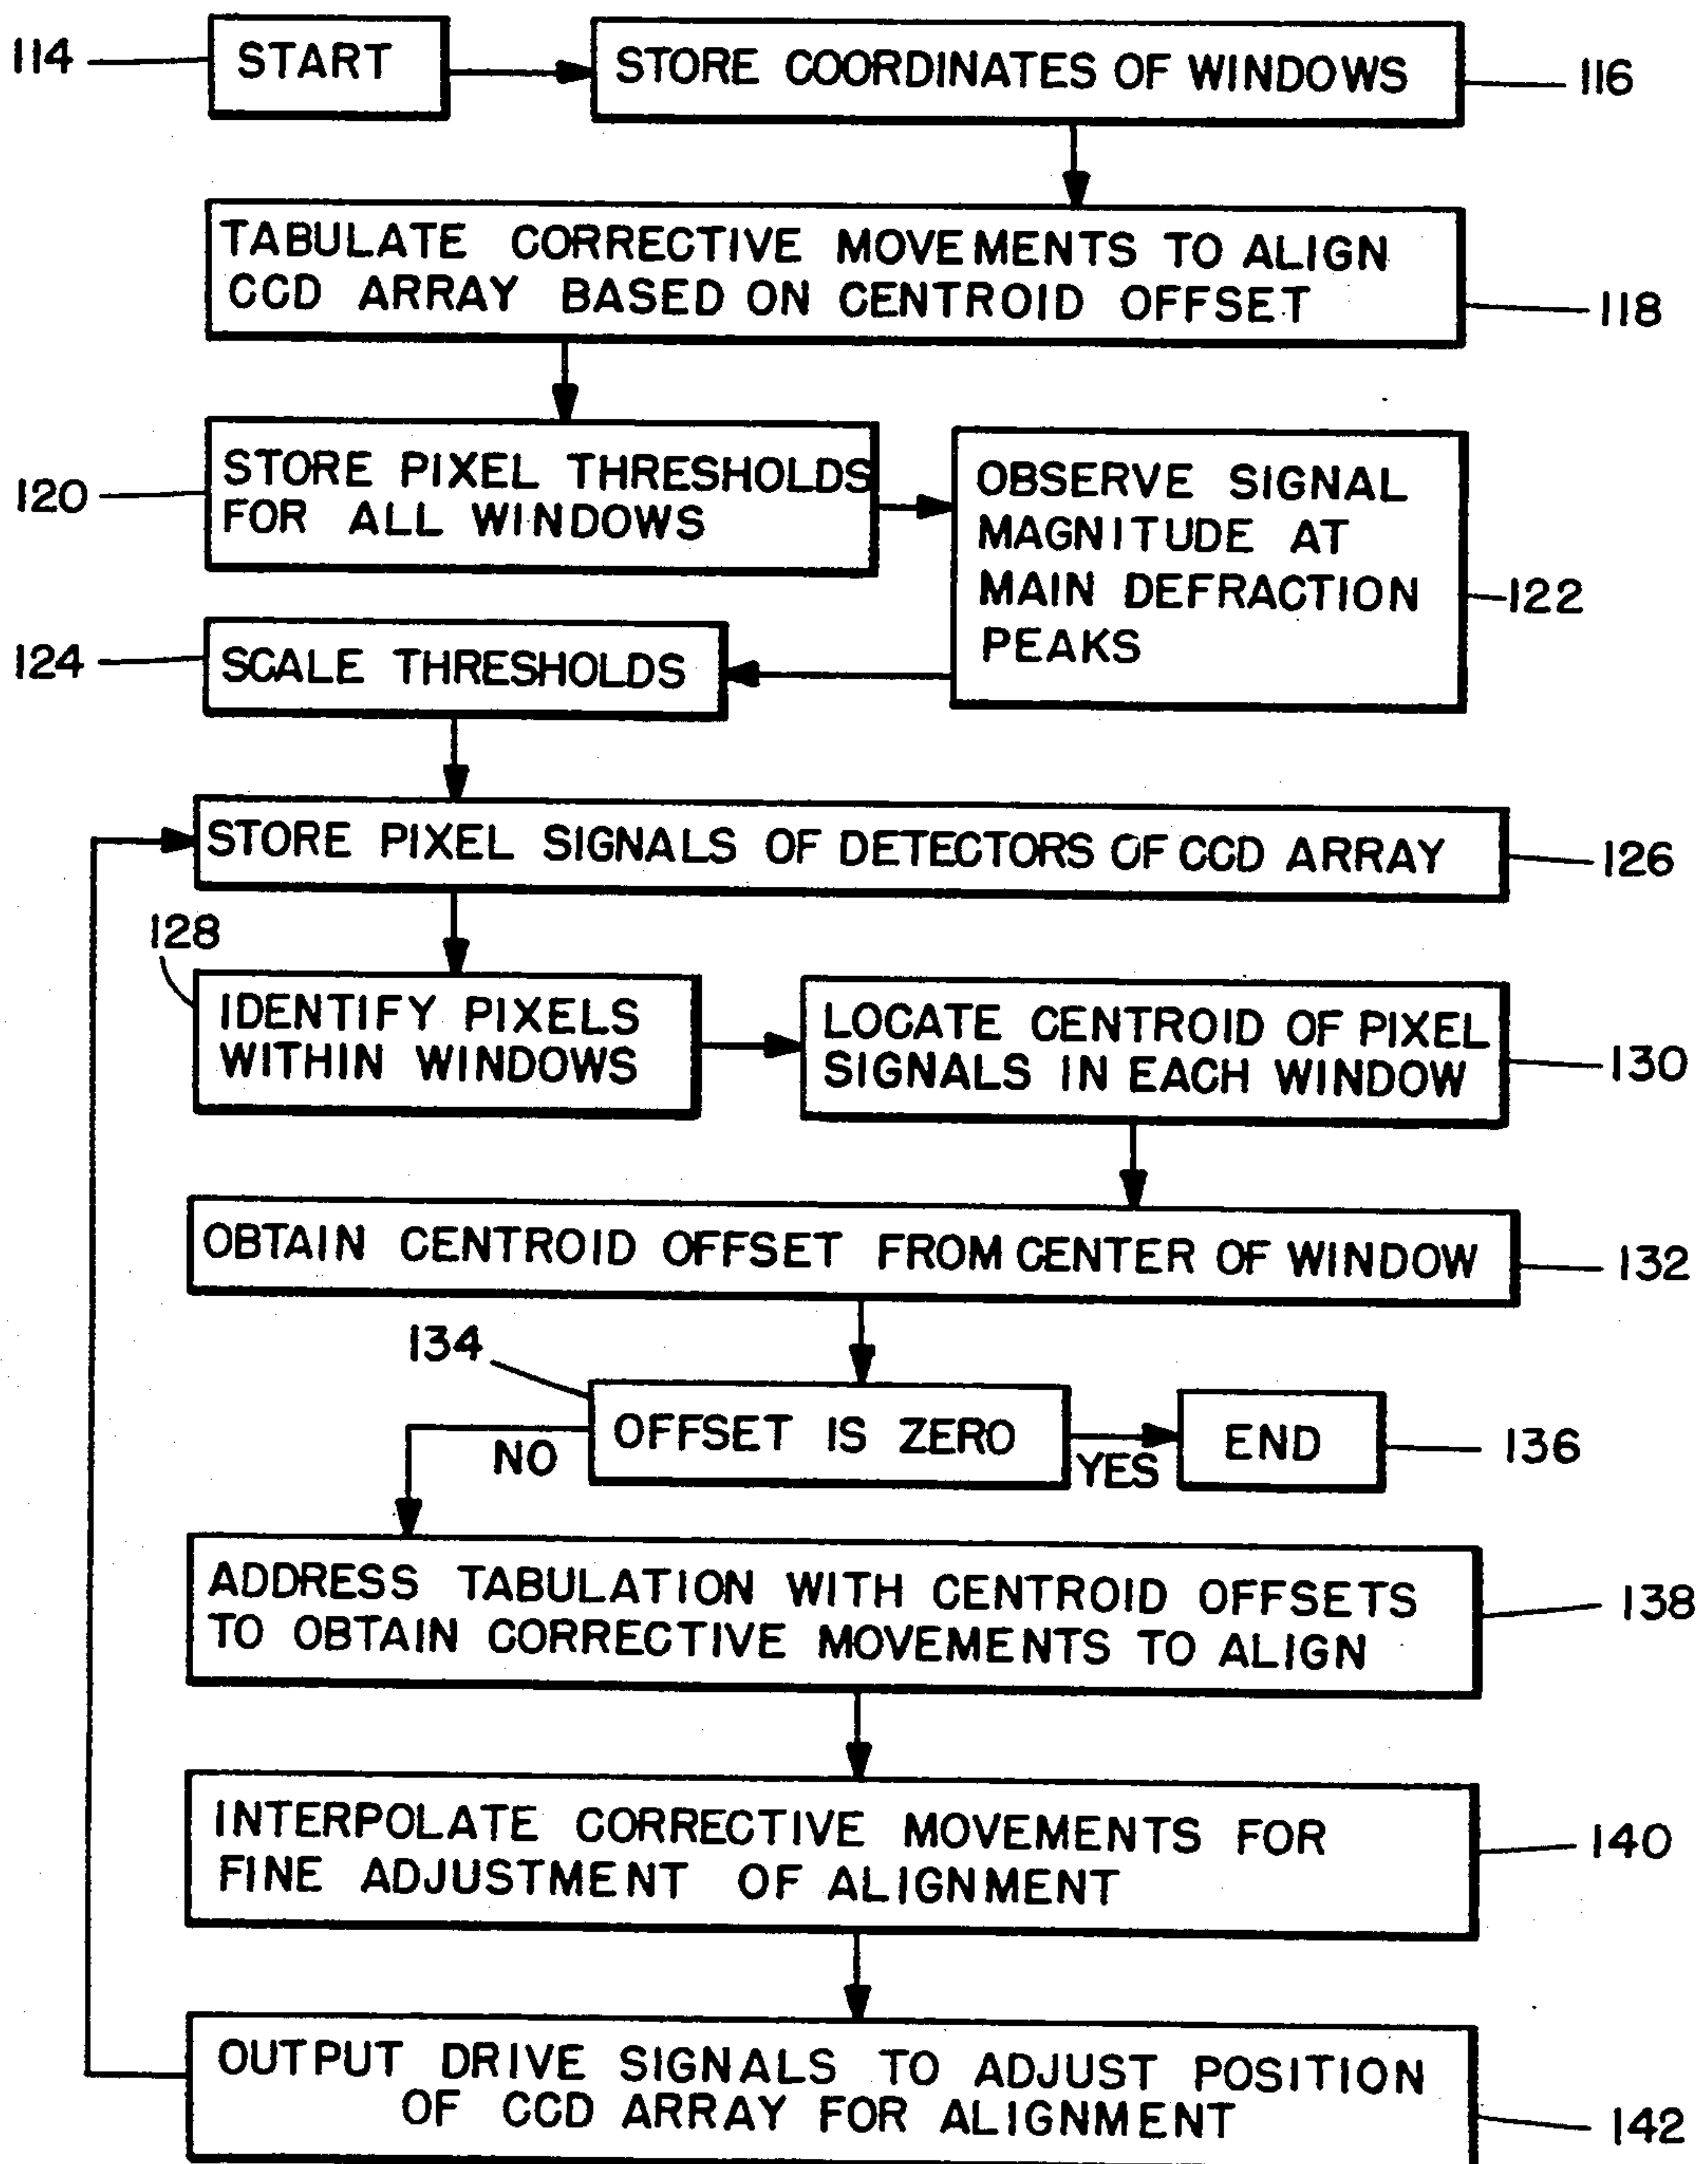 114
START
STORE COORDINATES OF WINDOWS
116
TABULATE CORRECTIVE MOVEMENTS TO ALIGN
CCD ARRAY BASED ON CENTROID OFFSET
118
120
STORE PIXEL THRESHOLDS
FOR ALL WINDOWS
OBSERVE SIGNAL
MAGNITUDE AT
MAIN DEFRACTION
PEAKS
122
124
SCALE THRESHOLDS
STORE PIXEL SIGNALS OF DETECTORS OF CCD ARRAY
126
128
IDENTIFY PIXELS
WITHIN WINDOWS
LOCATE CENTROID OF PIXEL
SIGNALS IN EACH WINDOW
130
OBTAIN CENTROID OFFSET FROM CENTER OF WINDOW
132
134
OFFSET IS ZERO
NO
YES
END
136
ADDRESS TABULATION WITH CENTROID OFFSETS
TO OBTAIN CORRECTIVE MOVEMENTS TO ALIGN
138
INTERPOLATE CORRECTIVE MOVEMENTS FOR
FINE ADJUSTMENT OF ALIGNMENT
140
OUTPUT DRIVE SIGNALS TO ADJUST POSITION
OF CCD ARRAY FOR ALIGNMENT
142